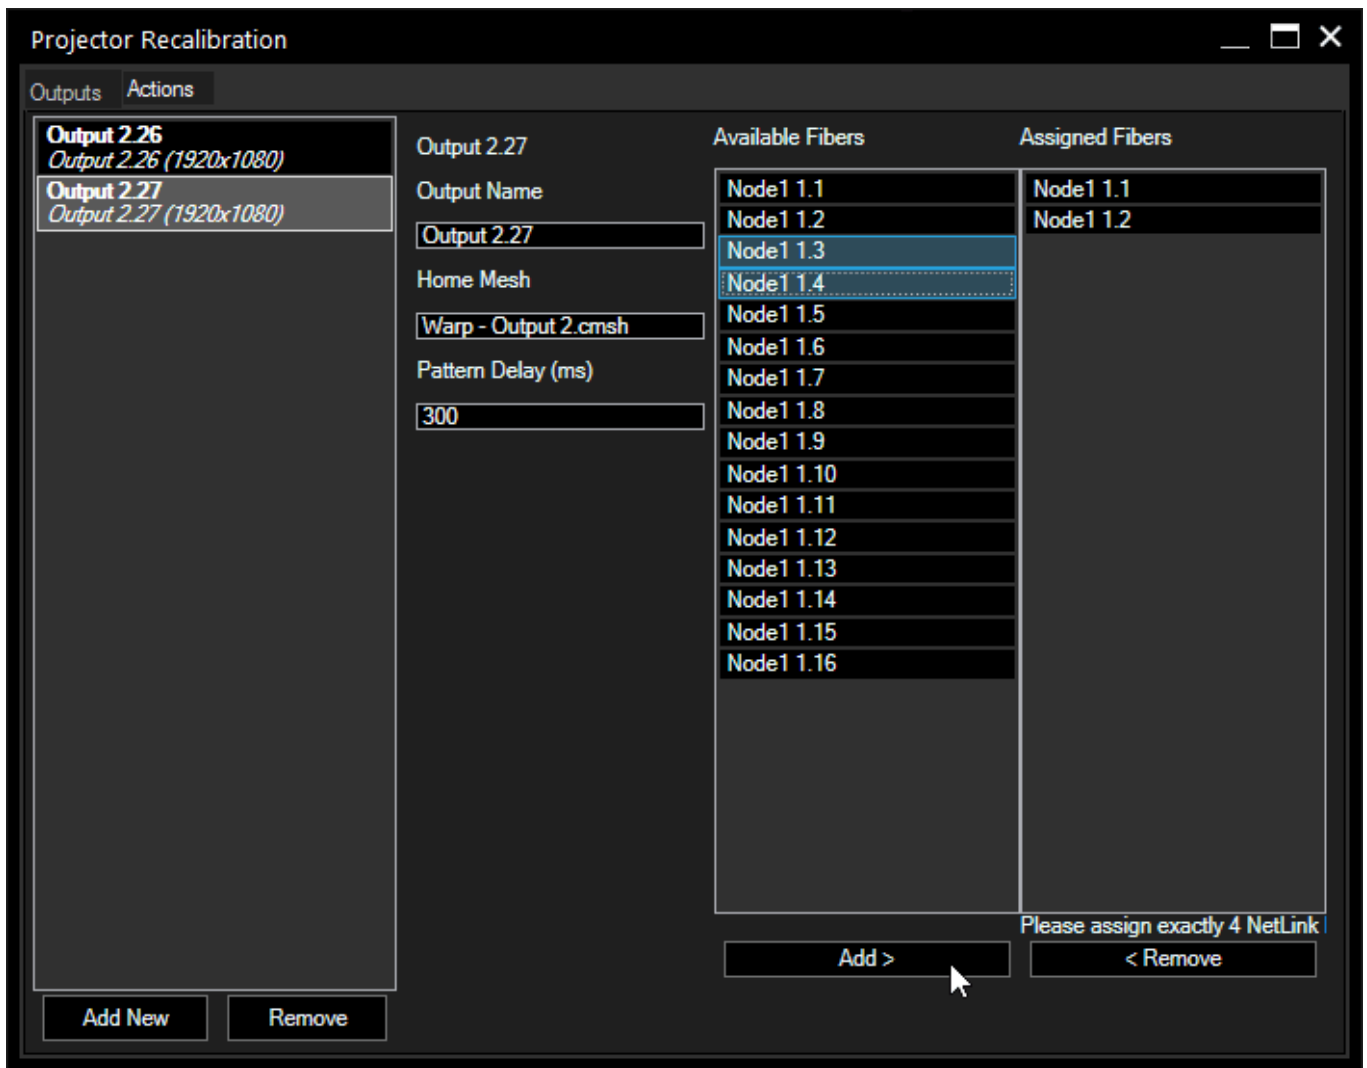 Projector Recalibration
Outputs Actions
Output 2.26
Output 2.26 (1920x1080)
Output 2.27
Output 2.27 (1920x1080)
Add New Remove
Output 2.27
Output Name
Output 2.27
Home Mesh
Warp - Output 2.cmsh
Pattern Delay (ms)
300
Available Fibers
Node1 1.1
Node1 1.2
Node1 1.3
Node1 1.4
Node1 1.5
Node1 1.6
Node1 1.7
Node1 1.8
Node1 1.9
Node1 1.10
Node1 1.11
Node1 1.12
Node1 1.13
Node1 1.14
Node1 1.15
Node1 1.16
Add >
Assigned Fibers
Node1 1.1
Node1 1.2
Please assign exactly 4 NetLink
< Remove